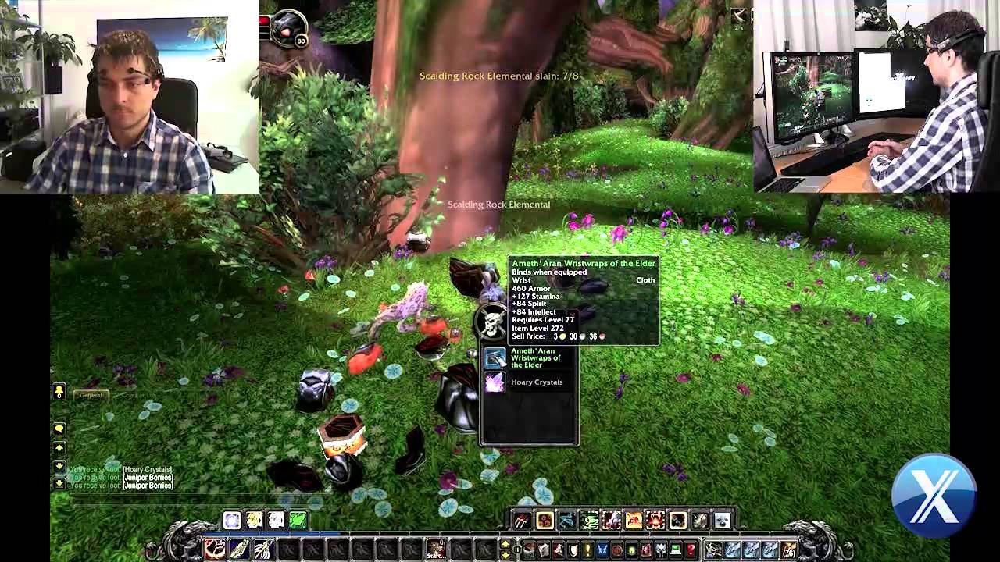 80
2 s
Scalding Rock Elemental slain: 7/8
Scalding Rock Elemental
Ameth'Aran Wristwraps of the Elder
Binds when equipped
Wrist Cloth
460 Armor
+127 Stamina
+84 Spirit
+84 Intellect
Requires Level 77
Item Level 272
Sell Price: 3 30 36
Ameth'Aran
Wristwraps of
the Elder
Hoary Crystals
General
You receive loot: [Hoary Crystals]
You receive loot: [Juniper Berries]
You receive loot: [Juniper Berries]
Start...
X